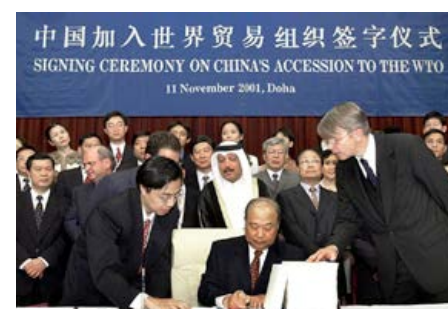 中国加入世界贸易组织签字仪式
SIGNING CEREMONY ON CHINA'S ACCESSION TO THE WTO
11 November 2001, Doha